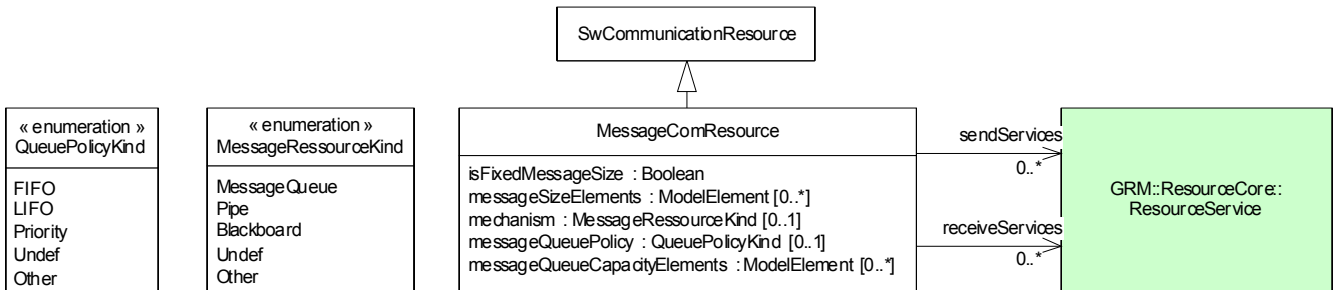 SwCommunicationResource
« enumeration »
QueuePolicyKind
FIFO
LIFO
Priority
Undef
Other
« enumeration »
MessageRessourceKind
MessageQueue
Pipe
Blackboard
Undef
Other
MessageComResource
isFixedMessageSize : Boolean
messageSizeElements : ModelElement [0..*]
mechanism : MessageRessourceKind [0..1]
messageQueuePolicy : QueuePolicyKind [0..1]
messageQueueCapacityElements : ModelElement [0..*]
sendServices
0..*
receiveServices
0..*
GRM::ResourceCore::
ResourceService